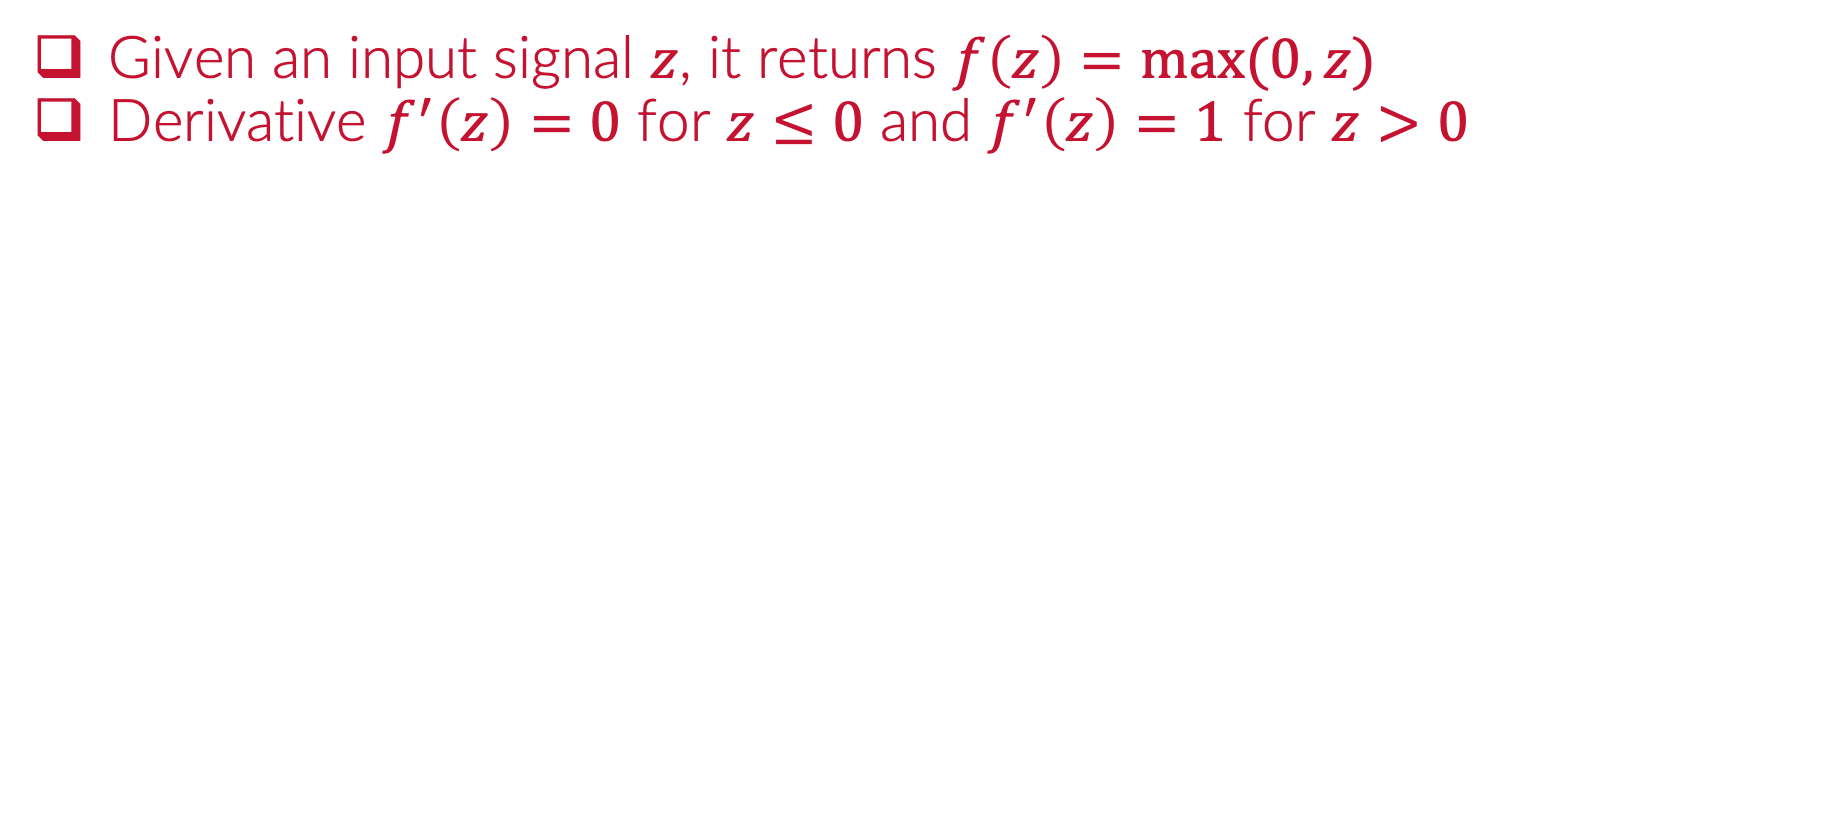 ❑ Given an input signal z, it returns f(z) = max(0, z)
❑ Derivative f′(z) = 0 for z ≤ 0 and f′(z) = 1 for z > 0